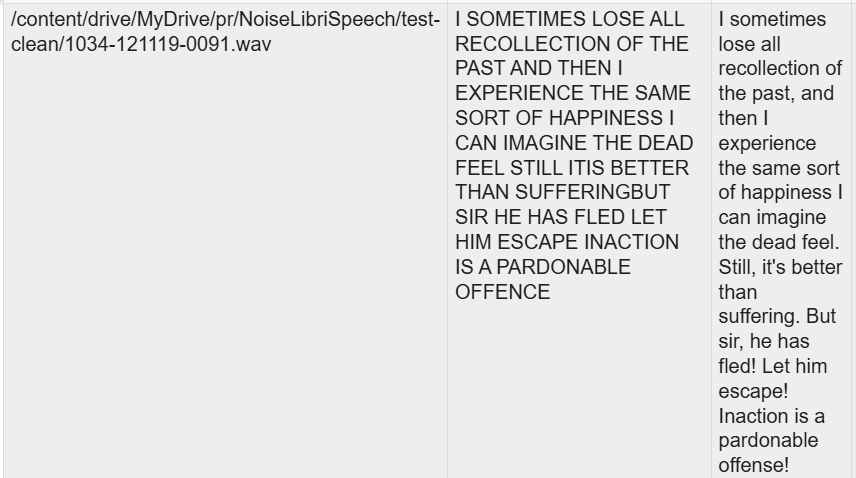 /content/drive/MyDrive/pr/NoiseLibriSpeech/test-
clean/1034-121119-0091.wav
I SOMETIMES LOSE ALL
RECOLLECTION OF THE
PAST AND THEN I
EXPERIENCE THE SAME
SORT OF HAPPINESS I
CAN IMAGINE THE DEAD
FEEL STILL ITIS BETTER
THAN SUFFERINGBUT
SIR HE HAS FLED LET
HIM ESCAPE INACTION
IS A PARDONABLE
OFFENCE
I sometimes
lose all
recollection of
the past, and
then I
experience
the same sort
of happiness I
can imagine
the dead feel.
Still, it's better
than
suffering. But
sir, he has
fled! Let him
escape!
Inaction is a
pardonable
offense!